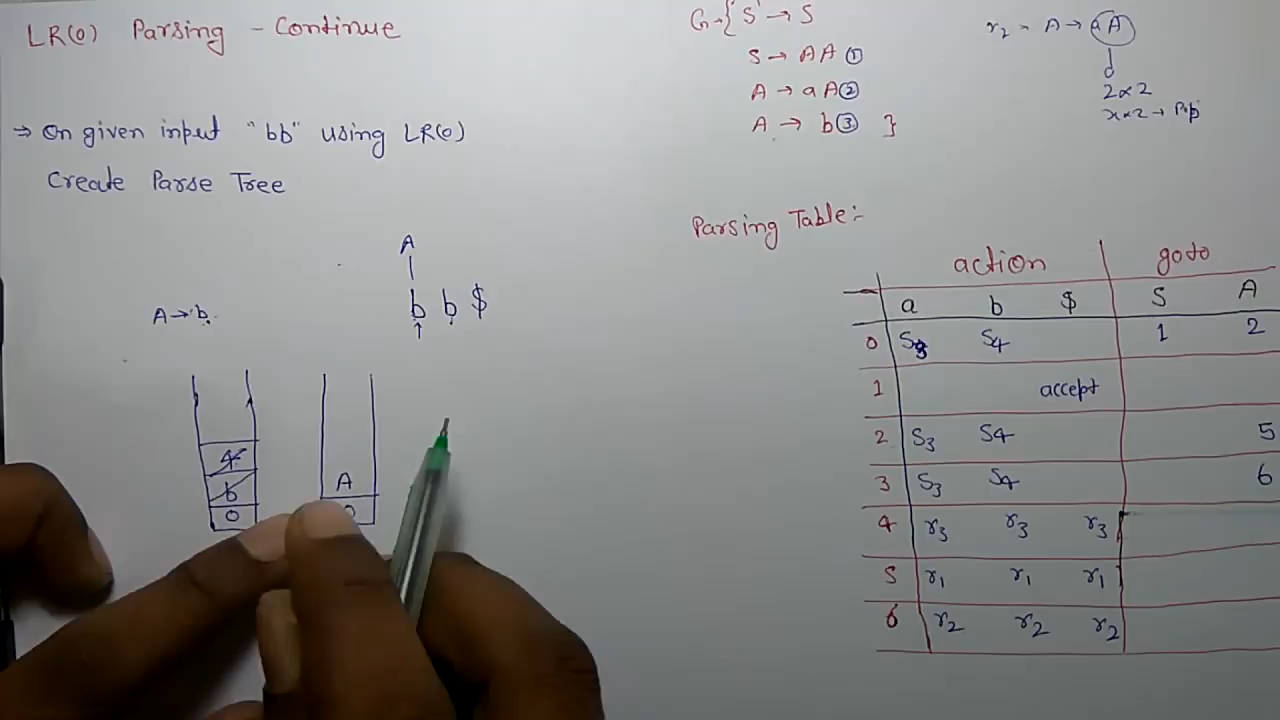 LR(0) Parsing - Continue
⇒ On given input "bb" using LR(0)
Create Parse Tree
A
b b $
A → b.
4
b
0
A
G → { S' → S
S → AA ①
A → aA ②
A → b ③ }
r2 = A → aA
2×2
x×2 → Pop
Parsing Table:-
action goto
a b $ S A
0 S3 S4 1 2
1 accept
2 S3 S4 5
3 S3 S4 6
4 r3 r3 r3
5 r1 r1 r1
6 r2 r2 r2